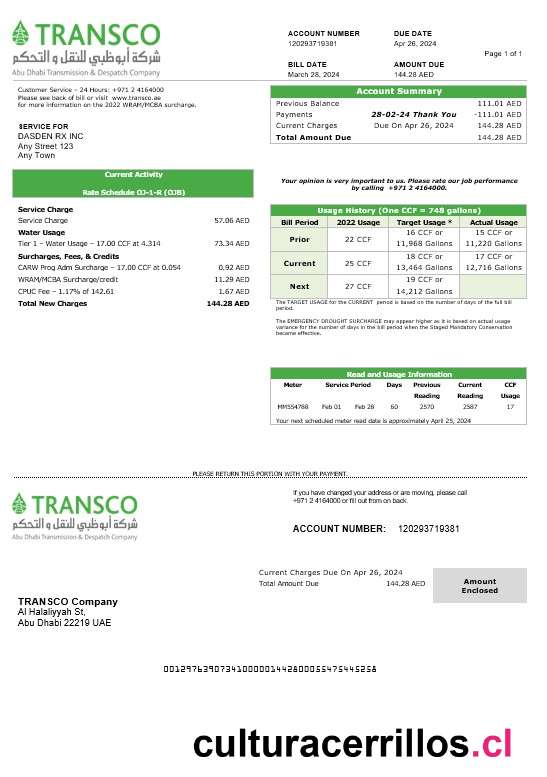 TRANSCO
شركة أبوظبي للنقل و التحكم
Abu Dhabi Transmission & Despatch Company
ACCOUNT NUMBER DUE DATE
120293719381 Apr 26, 2024
Page 1 of 1
BILL DATE AMOUNT DUE
March 28, 2024 144.28 AED
Customer Service – 24 Hours: +971 2 4164000
Please see back of bill or visit www.transco.ae
for more information on the 2022 WRAM/MCBA surcharge.
SERVICE FOR
DASDEN RX INC
Any Street 123
Any Town
Account Summary
Previous Balance 111.01 AED
Payments 28-02-24 Thank You -111.01 AED
Current Charges Due On Apr 26, 2024 144.28 AED
Total Amount Due 144.28 AED
Current Activity
Rate Schedule OJ-1-R (OJB)
Service Charge
Service Charge 57.06 AED
Water Usage
Tier 1 – Water Usage – 17.00 CCF at 4.314 73.34 AED
Surcharges, Fees, & Credits
CARW Prog Adm Surcharge – 17.00 CCF at 0.054 0.92 AED
WRAM/MCBA Surcharge/credit 11.29 AED
CPUC Fee – 1.17% of 142.61 1.67 AED
Total New Charges 144.28 AED
Your opinion is very important to us. Please rate our job performance
by calling +971 2 4164000.
Usage History (One CCF = 748 gallons)
Bill Period 2022 Usage Target Usage * Actual Usage
Prior 22 CCF 16 CCF or 11,968 Gallons 15 CCF or 11,220 Gallons
Current 25 CCF 18 CCF or 13,464 Gallons 17 CCF or 12,716 Gallons
Next 27 CCF 19 CCF or 14,212 Gallons
The TARGET USAGE for the CURRENT period is based on the number of days of the full bill
period.
The EMERGENCY DROUGHT SURCHARGE may appear higher as it is based on actual usage
variance for the number of days in the bill period when the Staged Mandatory Conservation
became effective.
Read and Usage Information
Meter Service Period Days Previous Reading Current Reading CCF Usage
MM554788 Feb 01 Feb 28 60 2570 2587 17
Your next scheduled meter read date is approximately April 25, 2024
PLEASE RETURN THIS PORTION WITH YOUR PAYMENT.
TRANSCO
شركة أبوظبي للنقل و التحكم
Abu Dhabi Transmission & Despatch Company
If you have changed your address or are moving, please call
+971 2 4164000 or fill out from on back.
ACCOUNT NUMBER: 120293719381
Current Charges Due On Apr 26, 2024
Total Amount Due 144.28 AED
Amount
Enclosed
TRANSCO Company
Al Halaliyyah St,
Abu Dhabi 22219 UAE
culturacerrillos.cl